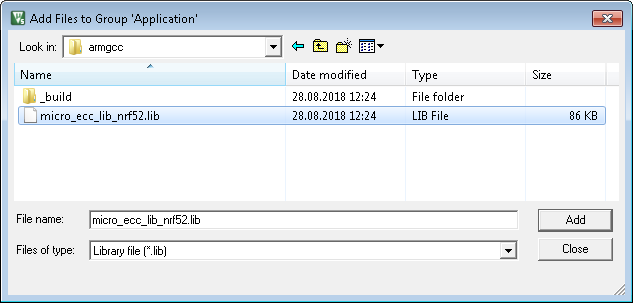 Add Files to Group 'Application'
Look in: armgcc
Name Date modified Type Size
_build 28.08.2018 12:24 File folder
micro_ecc_lib_nrf52.lib 28.08.2018 12:24 LIB File 86 KB
File name: micro_ecc_lib_nrf52.lib Add
Files of type: Library file (*.lib) Close